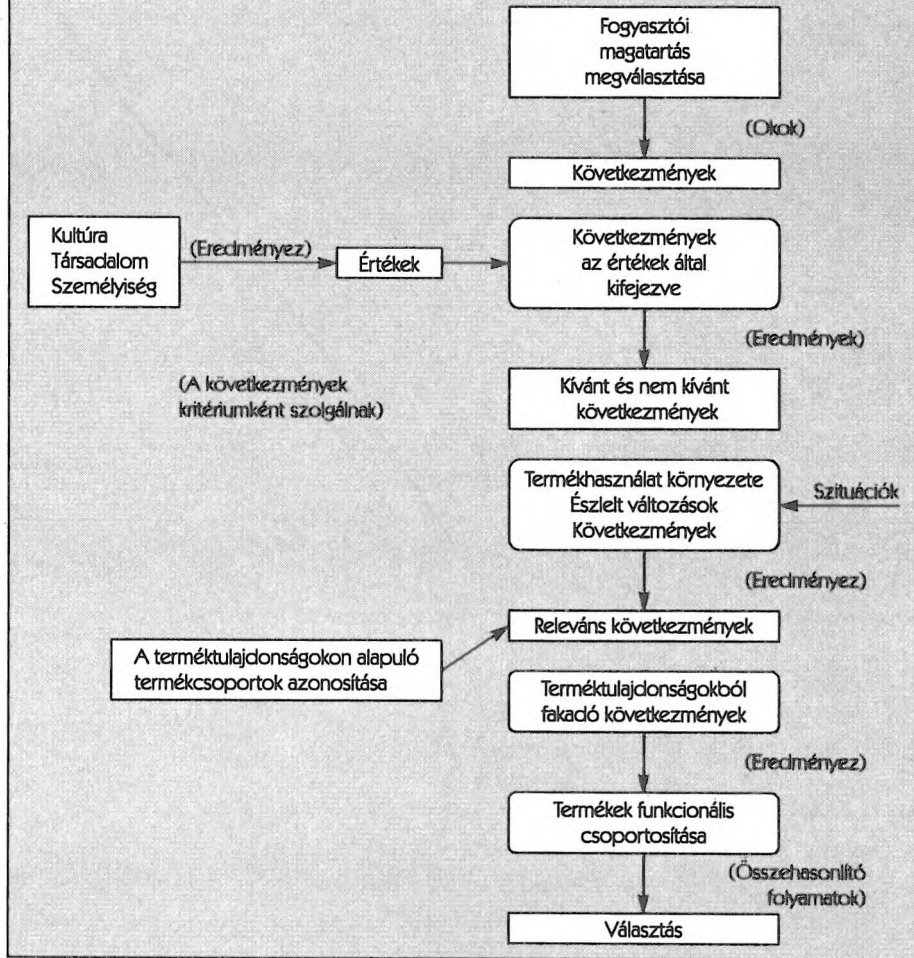 Fogyasztói
magatartás
megválasztása
(Okok)
Következmények
Kultúra
Társadalom
Személyiség
(Eredményez)
Értékek
Következmények
az értékek által
kifejezve
(Eredmények)
(A következmények
kritériumként szolgálnak)
Kívánt és nem kívánt
következmények
Termékhasználat környezete
Észlelt változások
Következmények
Szituációk
(Eredményez)
Releváns következmények
A terméktulajdonságokon alapuló
termékcsoportok azonosítása
Terméktulajdonságokból
fakadó következmények
(Eredményez)
Termékek funkcionális
csoportosítása
(Összehasonlító
folyamatok)
Választás